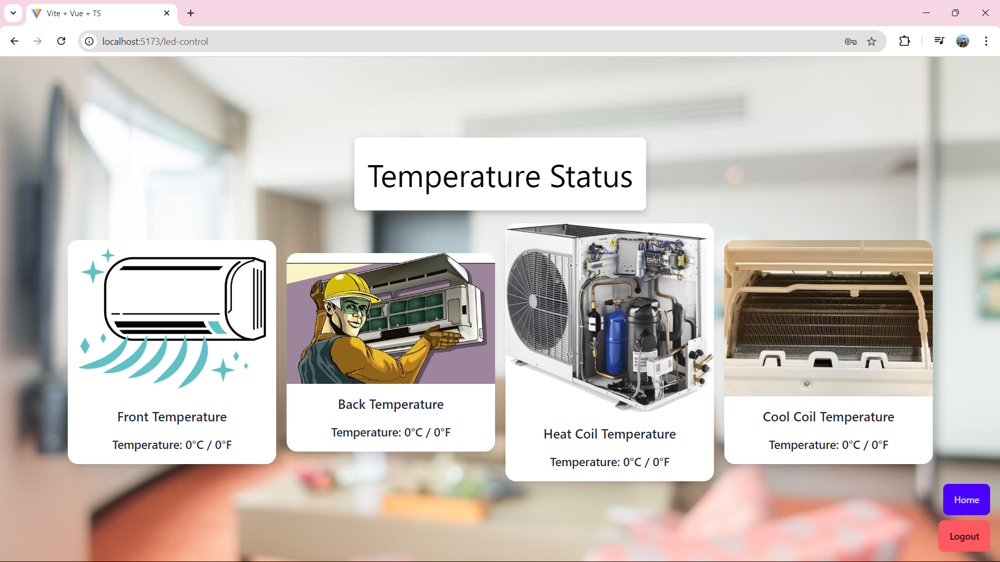 Vite + Vue + TS
localhost:5173/led-control
Temperature Status
Front Temperature
Temperature: 0°C / 0°F
Back Temperature
Temperature: 0°C / 0°F
Heat Coil Temperature
Temperature: 0°C / 0°F
Cool Coil Temperature
Temperature: 0°C / 0°F
Home
Logout